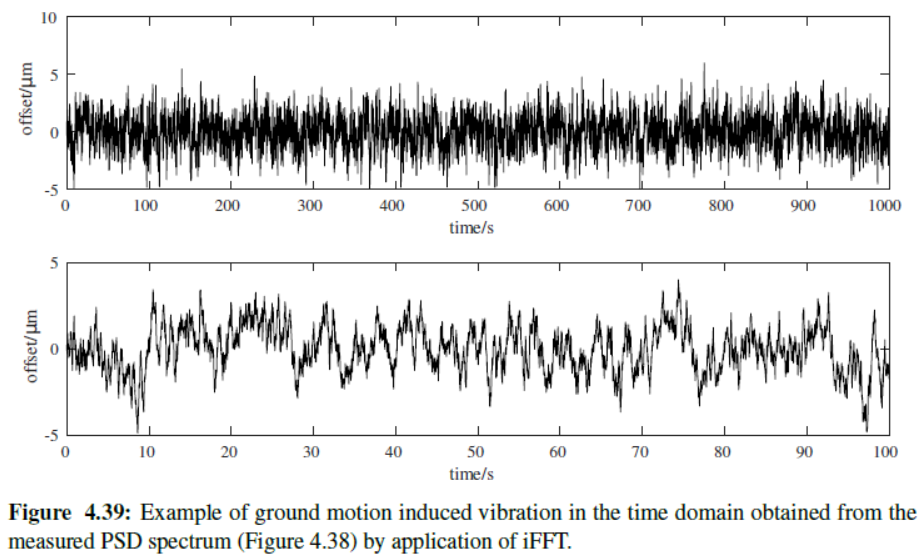 10
5
0
-5
offset/μm
0 100 200 300 400 500 600 700 800 900 1000
time/s
5
0
-5
offset/μm
0 10 20 30 40 50 60 70 80 90 100
time/s
Figure 4.39: Example of ground motion induced vibration in the time domain obtained from the
measured PSD spectrum (Figure 4.38) by application of iFFT.